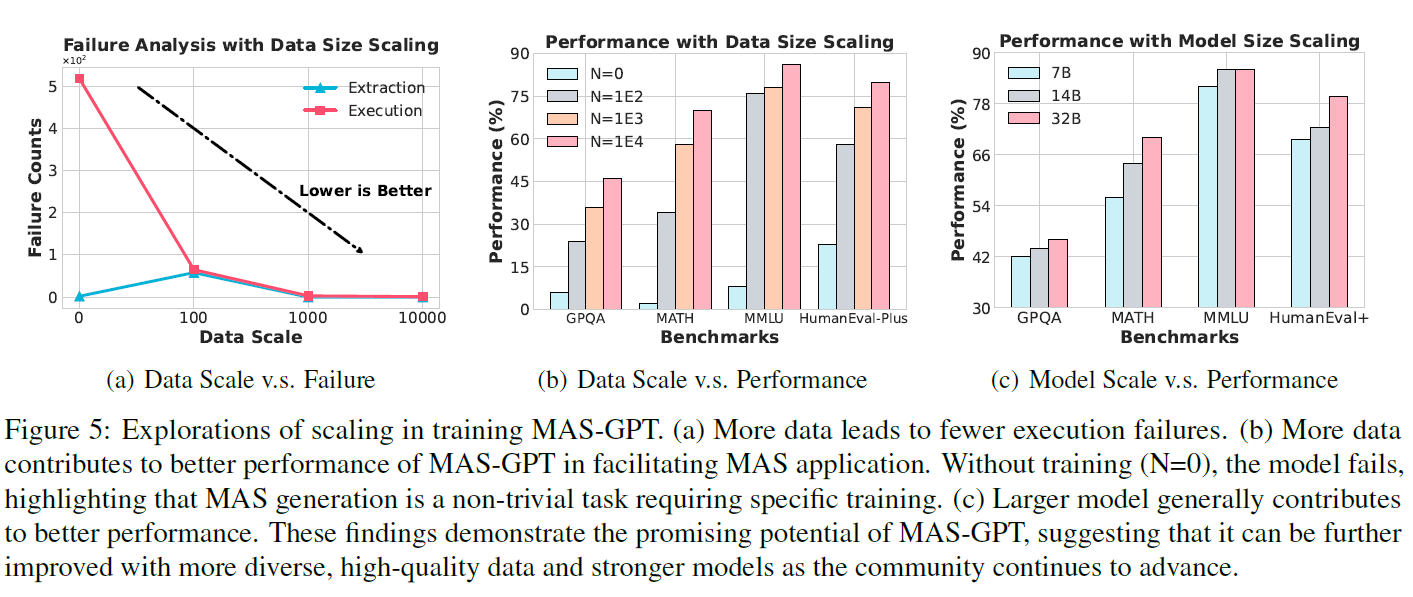 Failure Analysis with Data Size Scaling
×10²
5
4
3
2
1
0
Failure Counts
Extraction
Execution
Lower is Better
0 100 1000 10000
Data Scale
(a) Data Scale v.s. Failure
Performance with Data Size Scaling
90
75
60
45
30
15
0
Performance (%)
N=0
N=1E2
N=1E3
N=1E4
GPQA MATH MMLU HumanEval-Plus
Benchmarks
(b) Data Scale v.s. Performance
Performance with Model Size Scaling
90
78
66
54
42
30
Performance (%)
7B
14B
32B
GPQA MATH MMLU HumanEval+
Benchmarks
(c) Model Scale v.s. Performance
Figure 5: Explorations of scaling in training MAS-GPT. (a) More data leads to fewer execution failures. (b) More data
contributes to better performance of MAS-GPT in facilitating MAS application. Without training (N=0), the model fails,
highlighting that MAS generation is a non-trivial task requiring specific training. (c) Larger model generally contributes
to better performance. These findings demonstrate the promising potential of MAS-GPT, suggesting that it can be further
improved with more diverse, high-quality data and stronger models as the community continues to advance.